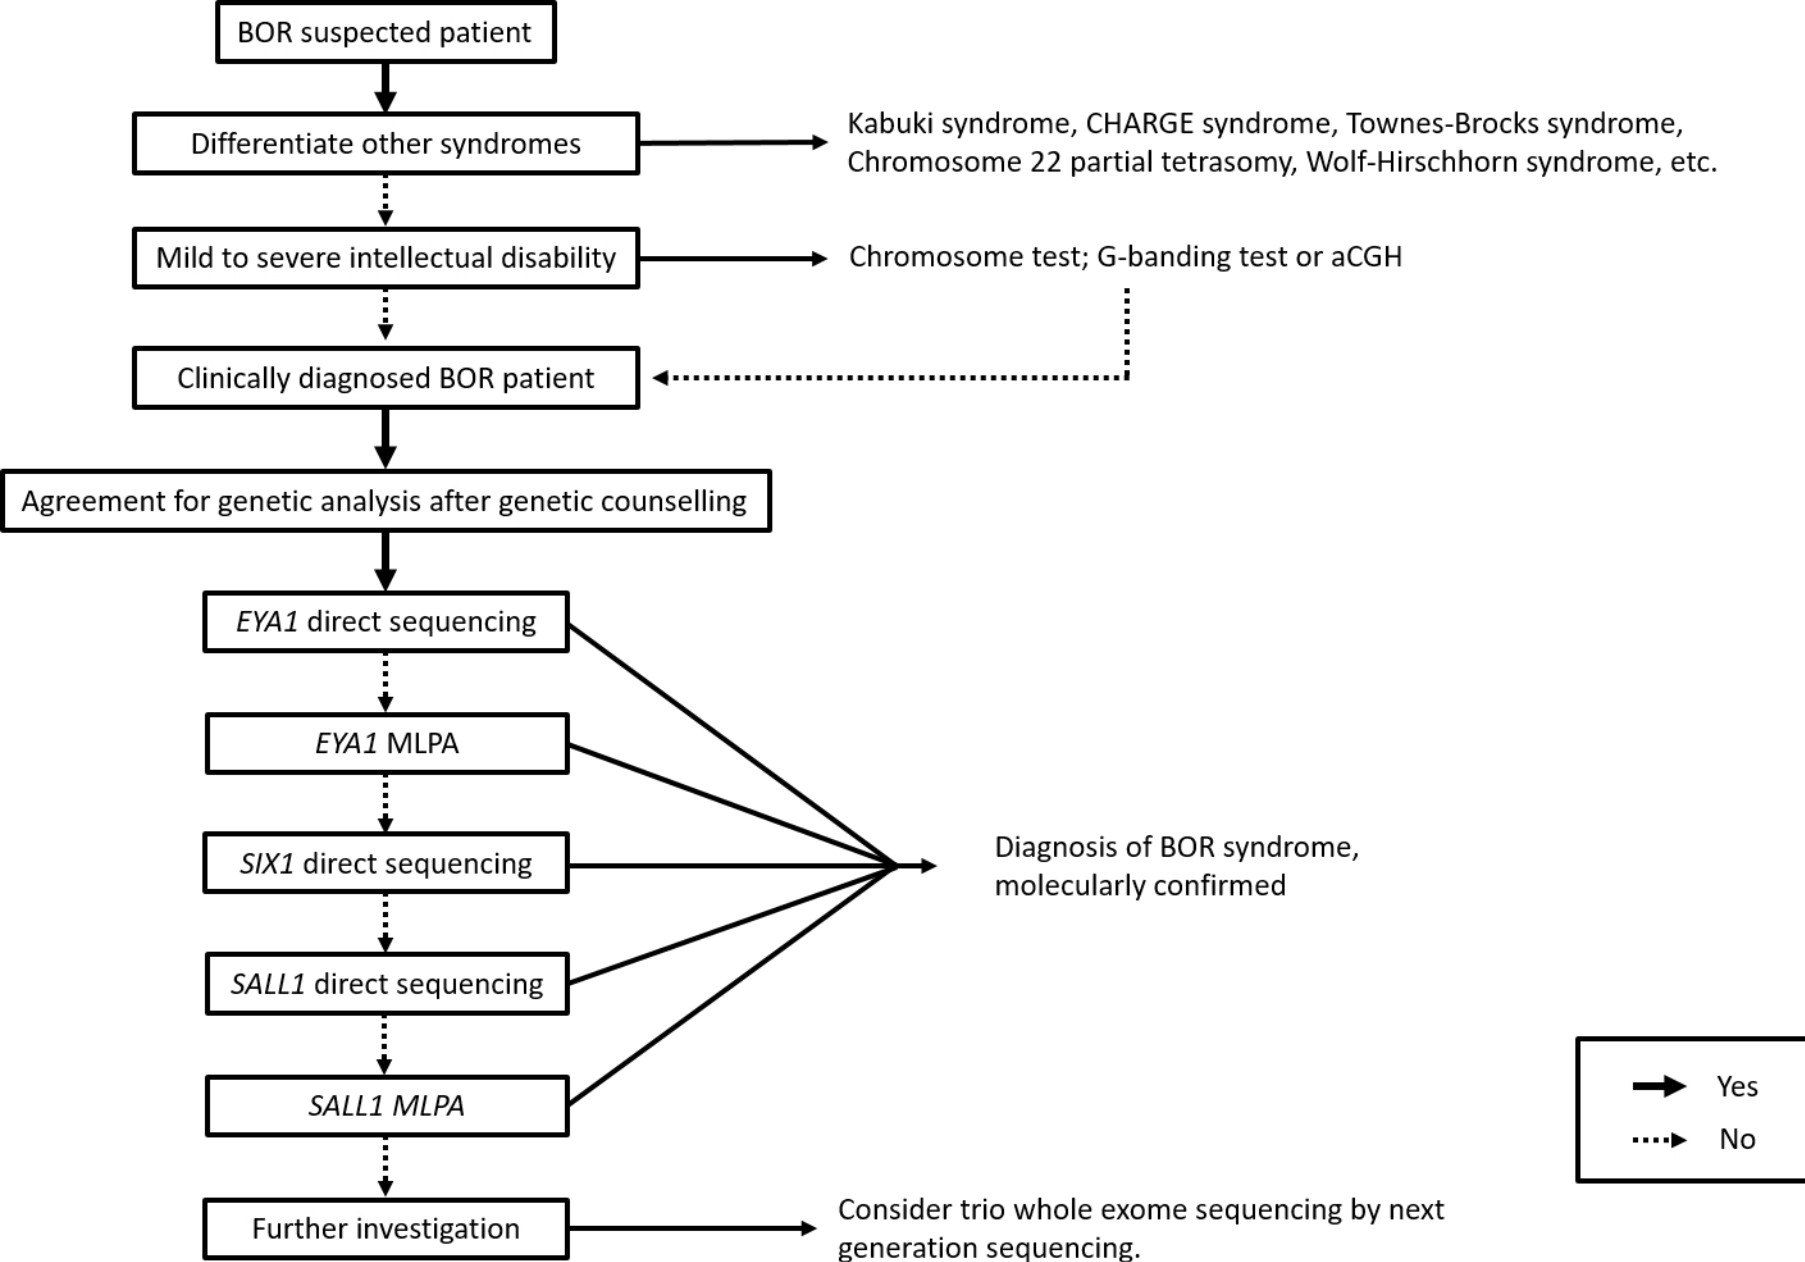 BOR suspected patient
Differentiate other syndromes
Kabuki syndrome, CHARGE syndrome, Townes-Brocks syndrome,
Chromosome 22 partial tetrasomy, Wolf-Hirschhorn syndrome, etc.
Mild to severe intellectual disability
Chromosome test; G-banding test or aCGH
Clinically diagnosed BOR patient
Agreement for genetic analysis after genetic counselling
EYA1 direct sequencing
EYA1 MLPA
SIX1 direct sequencing
Diagnosis of BOR syndrome,
molecularly confirmed
SALL1 direct sequencing
SALL1 MLPA
Yes
No
Further investigation
Consider trio whole exome sequencing by next
generation sequencing.